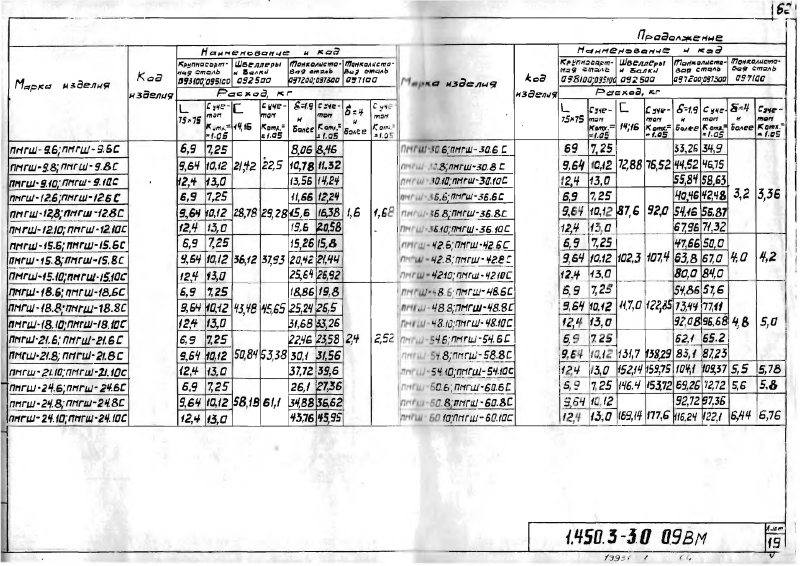 62
Продолжение
Марка изделия
Код изделия
Наименование и код
Крупносорт-ная сталь 093100;095100
Швеллеры и балки 092500
Тонколисто-вая сталь 097200;097300
Тонколисто-вая сталь 097100
Расход, кг
L 75×75
С уче-том Котх.= =1.05
[ 14;16
С уче-том Котх.= =1.05
δ=1,9 и более
С уче-том Котх.= =1.05
δ=4 и более
С уче-том Котх.= =1.05
ПМГШ-9.6; ПМГШ-9.6С 6,9 7,25 8,06 8,46
ПМГШ-9.8; ПМГШ-9.8С 9,64 10,12 21,42 22,5 10,78 11.32
ПМГШ-9.10; ПМГШ-9.10С 12,4 13,0 13,56 14,24
ПМГШ-12.6; ПМГШ-12.6С 6,9 7,25 11,66 12,24
ПМГШ-12.8; ПМГШ-12.8С 9,64 10,12 28,78 29,28 15,6 16,38 1,6 1,68
ПМГШ-12.10; ПМГШ-12.10С 12,4 13,0 19,6 20,58
ПМГШ-15.6; ПМГШ-15.6С 6,9 7,25 15,26 15,8
ПМГШ-15.8; ПМГШ-15.8С 9,64 10,12 36,12 37,93 20,42 21,44
ПМГШ-15.10; ПМГШ-15.10С 12,4 13,0 25,64 26,92
ПМГШ-18.6; ПМГШ-18.6С 6,9 7,25 18,86 19,8
ПМГШ-18.8; ПМГШ-18.8С 9,64 10,12 43,48 45,65 25,24 26,5
ПМГШ-18.10; ПМГШ-18.10С 12,4 13,0 31,68 33,26
ПМГШ-21.6; ПМГШ-21.6С 6,9 7,25 22,46 23,58 2,4 2,52
ПМГШ-21.8; ПМГШ-21.8С 9,64 10,12 50,84 53,38 30,1 31,56
ПМГШ-21.10; ПМГШ-21.10С 12,4 13,0 37,72 39,6
ПМГШ-24.6; ПМГШ-24.6С 6,9 7,25 26,1 27,36
ПМГШ-24.8; ПМГШ-24.8С 9,64 10,12 58,18 61,1 34,88 36,62
ПМГШ-24.10; ПМГШ-24.10С 12,4 13,0 43,76 45,95
Марка изделия
Код изделия
Наименование и код
Крупносорт-ная сталь 098100;095100
Швеллеры и балки 092500
Тонколисто-вая сталь 097200;097300
Тонколисто-вая сталь 097100
Расход, кг
L 75×75
С уче-том Котх.= =1.05
[ 14;16
С уче-том Котх.= =1.05
δ=1,9 и более
С уче-том Котх.= =1.05
δ=4 и более
С уче-том Котх.= =1.05
ПМГШ-30.6; ПМГШ-30.6С 69 7,25 33,26 34,9
ПМГШ-30.8; ПМГШ-30.8С 9,64 10,12 72,88 76,52 44,52 46,75
ПМГШ-30.10; ПМГШ-30.10С 12,4 13,0 55,84 58,63
ПМГШ-36.6; ПМГШ-36.6С 6,9 7,25 40,46 42,48 3,2 3,36
ПМГШ-36.8; ПМГШ-36.8С 9,64 10,12 87,6 92,0 54,16 56,87
ПМГШ-36.10; ПМГШ-36.10С 12,4 13,0 67,96 71,32
ПМГШ-42.6; ПМГШ-42.6С 6,9 7,25 47,66 50,0
ПМГШ-42.8; ПМГШ-42.8С 9,64 10,12 102,3 107,4 63,8 67,0 4,0 4,2
ПМГШ-42.10; ПМГШ-42.10С 12,4 13,0 80,0 84,0
ПМГШ-48.6; ПМГШ-48.6С 6,9 7,25 54,86 57,6
ПМГШ-48.8; ПМГШ-48.8С 9,64 10,12 117,0 122,85 73,44 77,11
ПМГШ-48.10; ПМГШ-48.10С 12,4 13,0 92,08 96,68 4,8 5,0
ПМГШ-54.6; ПМГШ-54.6С 6,9 7,25 62,1 65.2
ПМГШ-54.8; ПМГШ-58.8С 9,64 10,12 131,7 138,29 83,1 87,23
ПМГШ-54.10; ПМГШ-54.10С 12,4 13,0 152,14 159,75 104,1 109,37 5,5 5,78
ПМГШ-60.6; ПМГШ-60.6С 6,9 7,25 146.4 153,72 69,26 72,72 5,6 5.8
ПМГШ-60.8; ПМГШ-60.8С 9,64 10,12 92,72 97,36
ПМГШ-60.10; ПМГШ-60.10С 12,4 13,0 169,14 177,6 116,24 122,1 6,44 6,76
1.450.3-3.0 09ВМ
Лист
19